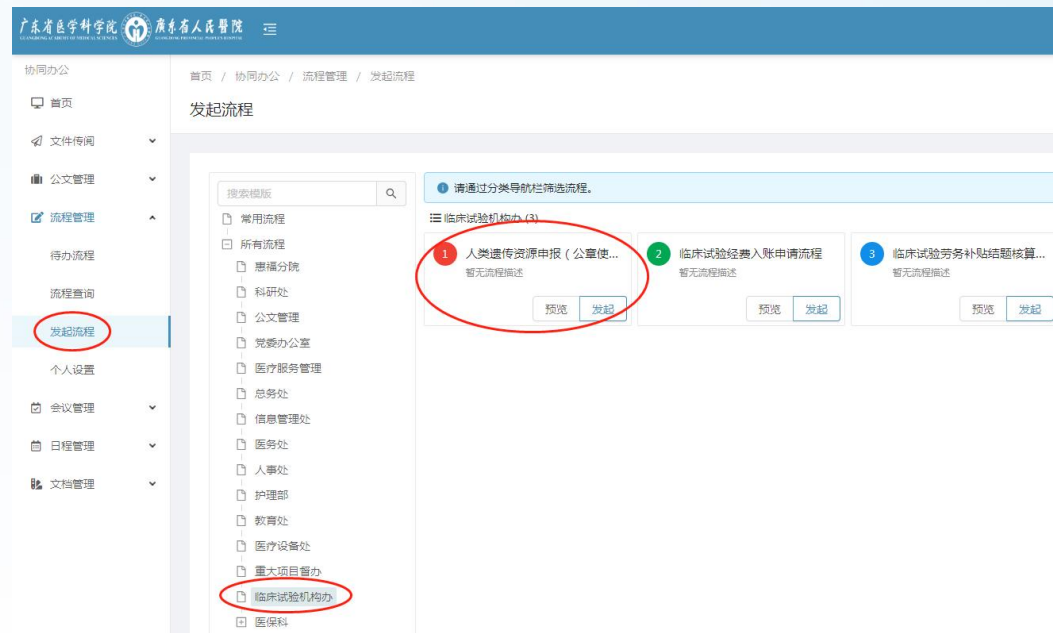 广东省医学科学院 廣東省人民醫院
GUANGDONG ACADEMY OF MEDICAL SCIENCES GUANGDONG PROVINCIAL PEOPLE'S HOSPITAL
协同办公
首页
文件传阅
公文管理
流程管理
待办流程
流程查询
发起流程
个人设置
会议管理
日程管理
文档管理
首页 / 协同办公 / 流程管理 / 发起流程
发起流程
搜索模版
常用流程
所有流程
惠福分院
科研处
公文管理
党委办公室
医疗服务管理
总务处
信息管理处
医务处
人事处
护理部
教育处
医疗设备处
重大项目督办
临床试验机构办
医保科
请通过分类导航栏筛选流程。
临床试验机构办 (3)
1 人类遗传资源申报（公章使...
暂无流程描述
预览 发起
2 临床试验经费入账申请流程
暂无流程描述
预览 发起
3 临床试验劳务补贴结题核算...
暂无流程描述
预览 发起